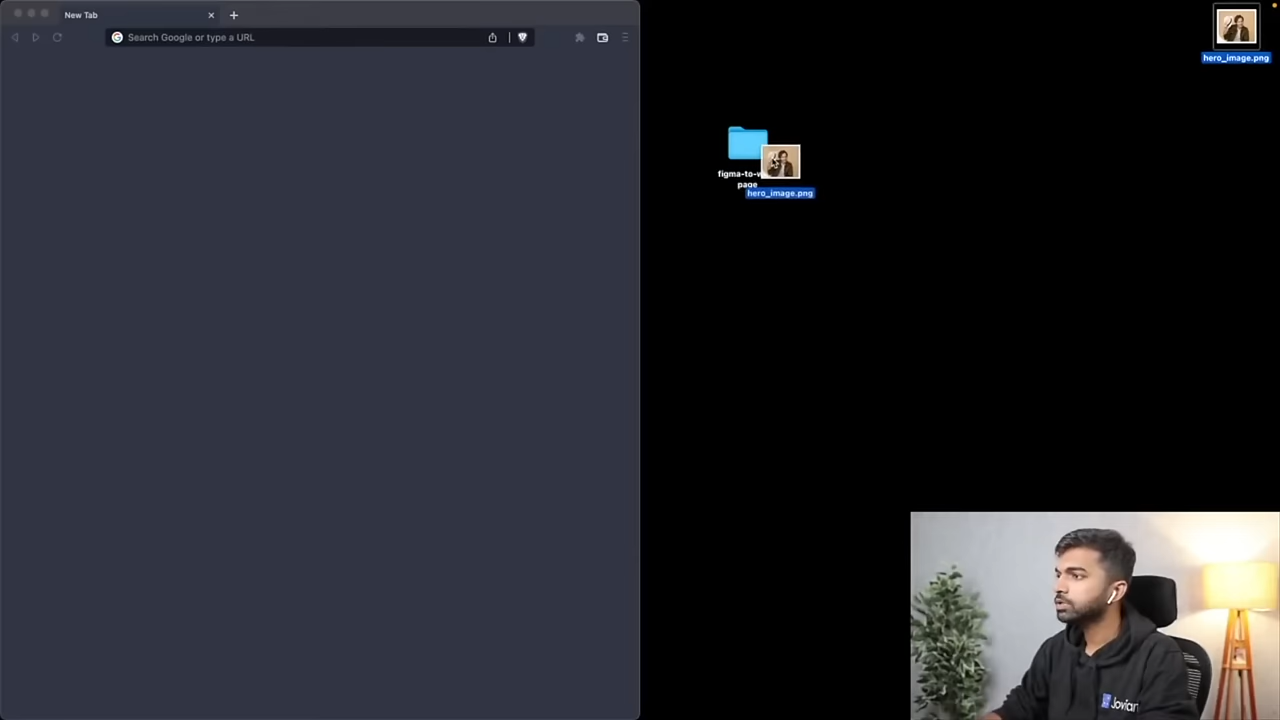 New Tab
Search Google or type a URL
hero_image.png
figma-to-w
page
hero_image.png
Jovian